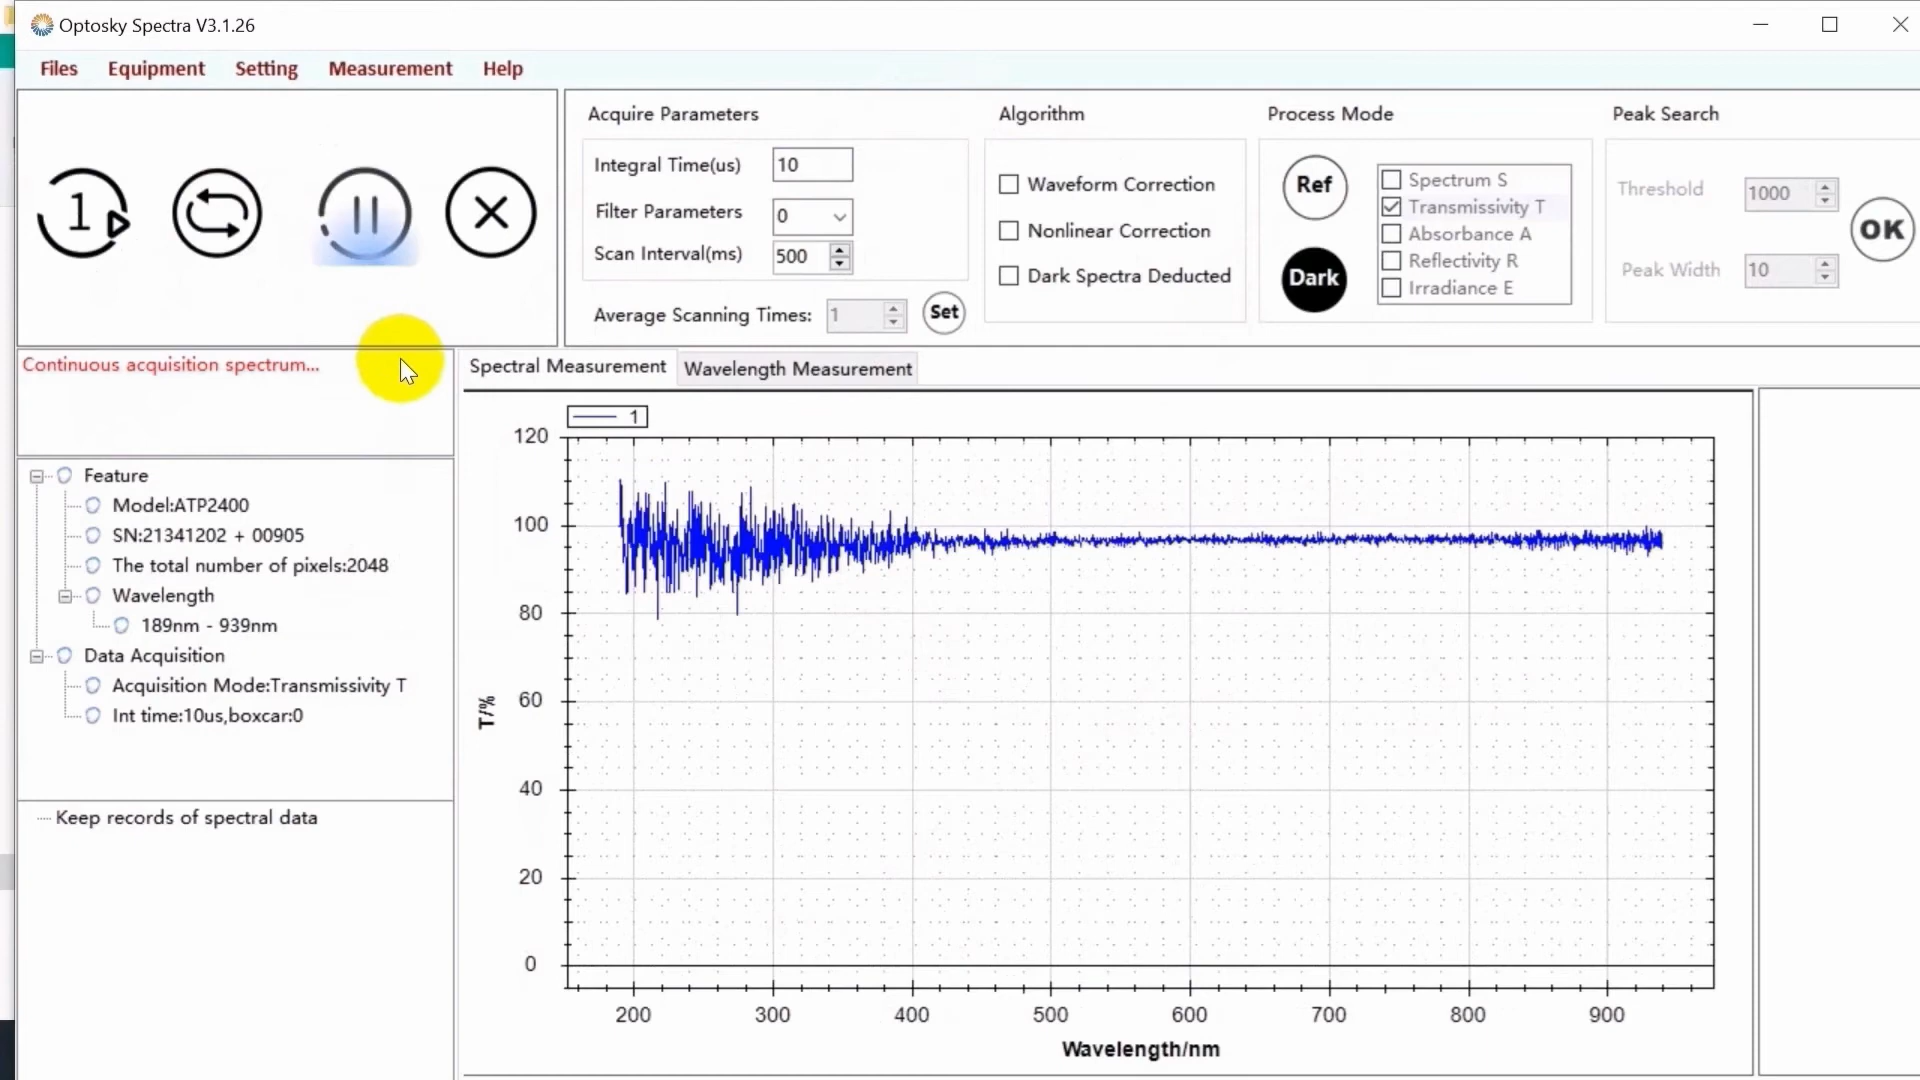 Optosky Spectra V3.1.26
Files Equipment Setting Measurement Help
1
Acquire Parameters
Integral Time(us) 10
Filter Parameters 0
Scan Interval(ms) 500
Average Scanning Times: 1 Set
Algorithm
Waveform Correction
Nonlinear Correction
Dark Spectra Deducted
Process Mode
Ref
Dark
Spectrum S
Transmissivity T
Absorbance A
Reflectivity R
Irradiance E
Peak Search
Threshold 1000
Peak Width 10
OK
Continuous acquisition spectrum...
Feature
Model:ATP2400
SN:21341202 + 00905
The total number of pixels:2048
Wavelength
189nm - 939nm
Data Acquisition
Acquisition Mode:Transmissivity T
Int time:10us,boxcar:0
Keep records of spectral data
Spectral Measurement Wavelength Measurement
1
120
100
80
60
40
20
0
T/%
200 300 400 500 600 700 800 900
Wavelength/nm